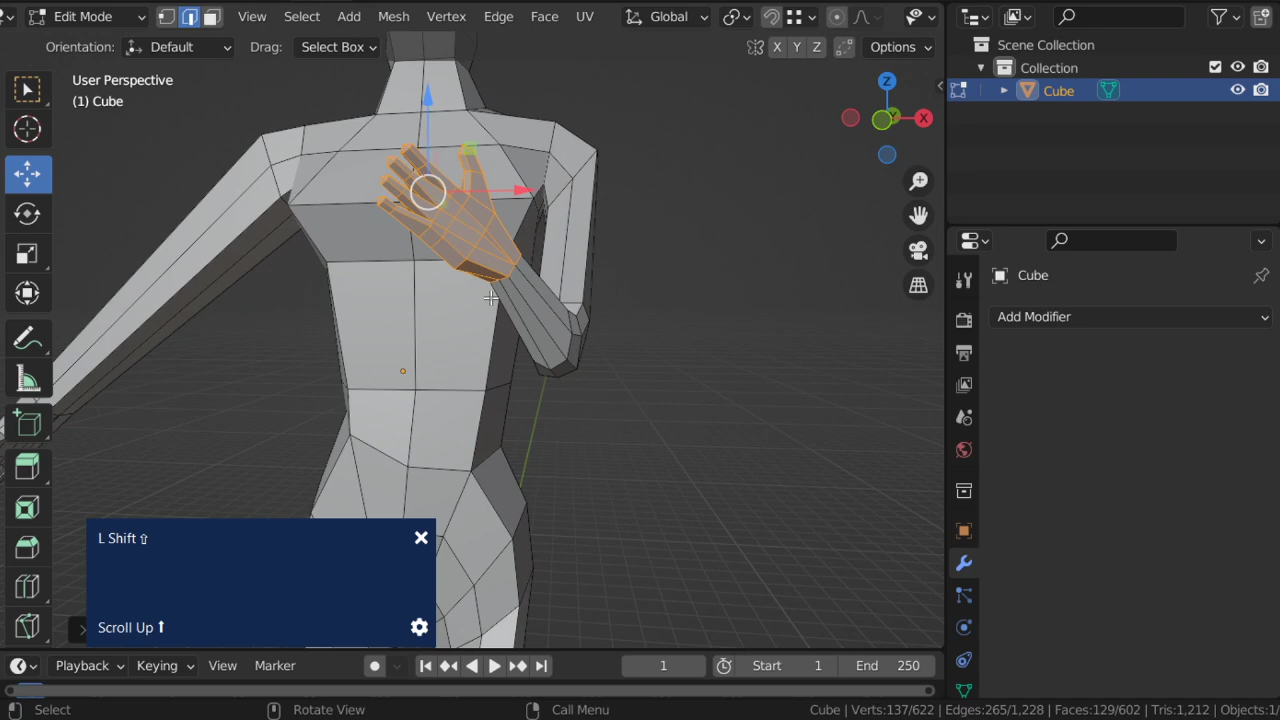 Edit Mode View Select Add Mesh Vertex Edge Face UV Global
Scene Collection
Orientation: Default Drag: Select Box X Y Z Options
Collection
User Perspective
(1) Cube
Cube
Z
X
Cube
Add Modifier
L Shift ⇧
Scroll Up ⬆
Playback Keying View Marker 1 Start 1 End 250
Select Rotate View Call Menu Cube | Verts:137/622 | Edges:265/1,228 | Faces:129/602 | Tris:1,212 | Objects:1/